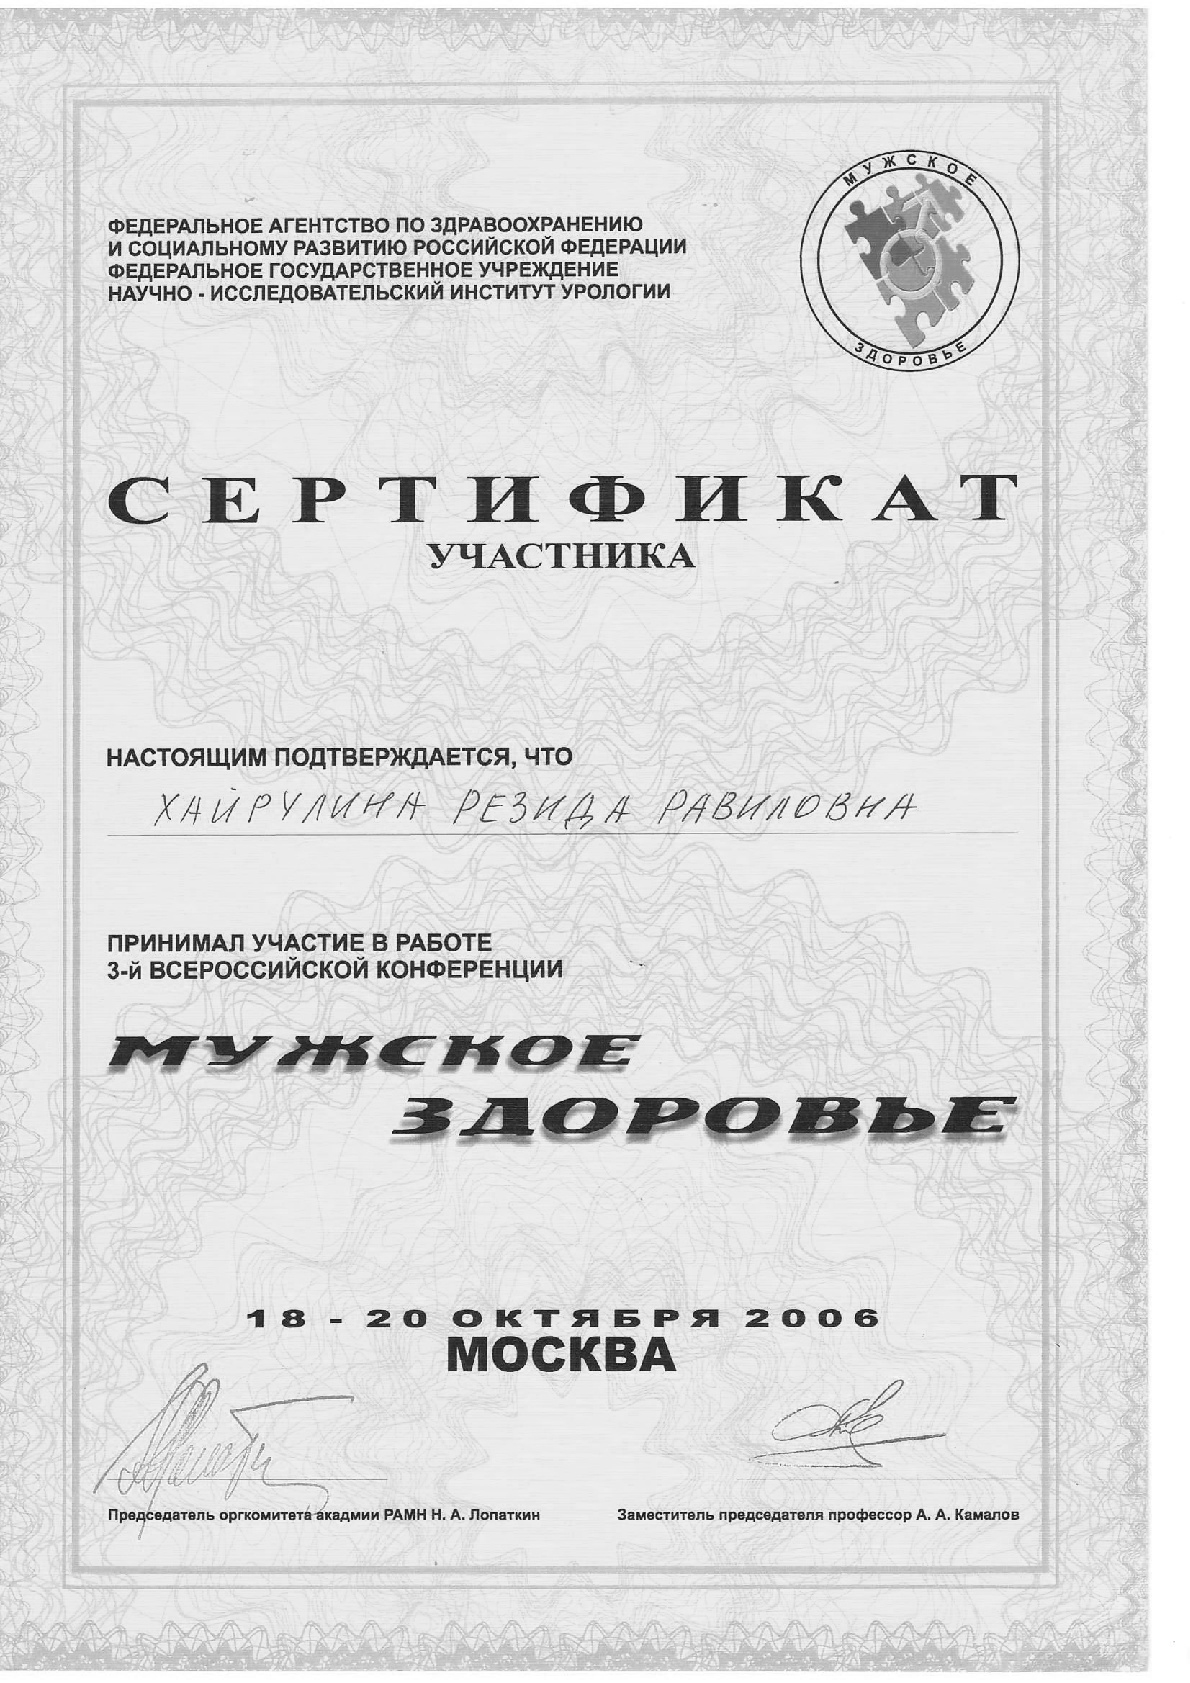 ФЕДЕРАЛЬНОЕ АГЕНТСТВО ПО ЗДРАВООХРАНЕНИЮ
И СОЦИАЛЬНОМУ РАЗВИТИЮ РОССИЙСКОЙ ФЕДЕРАЦИИ
ФЕДЕРАЛЬНОЕ ГОСУДАРСТВЕННОЕ УЧРЕЖДЕНИЕ
НАУЧНО - ИССЛЕДОВАТЕЛЬСКИЙ ИНСТИТУТ УРОЛОГИИ
МУЖСКОЕ
ЗДОРОВЬЕ
СЕРТИФИКАТ
УЧАСТНИКА
НАСТОЯЩИМ ПОДТВЕРЖДАЕТСЯ, ЧТО
ХАЙРУЛИНА РЕЗИДА РАВИЛОВНА
ПРИНИМАЛ УЧАСТИЕ В РАБОТЕ
3-й ВСЕРОССИЙСКОЙ КОНФЕРЕНЦИИ
МУЖСКОЕ
ЗДОРОВЬЕ
18 - 20 ОКТЯБРЯ 2006
МОСКВА
Председатель оргкомитета акадмии РАМН Н. А. Лопаткин
Заместитель председателя профессор А. А. Камалов